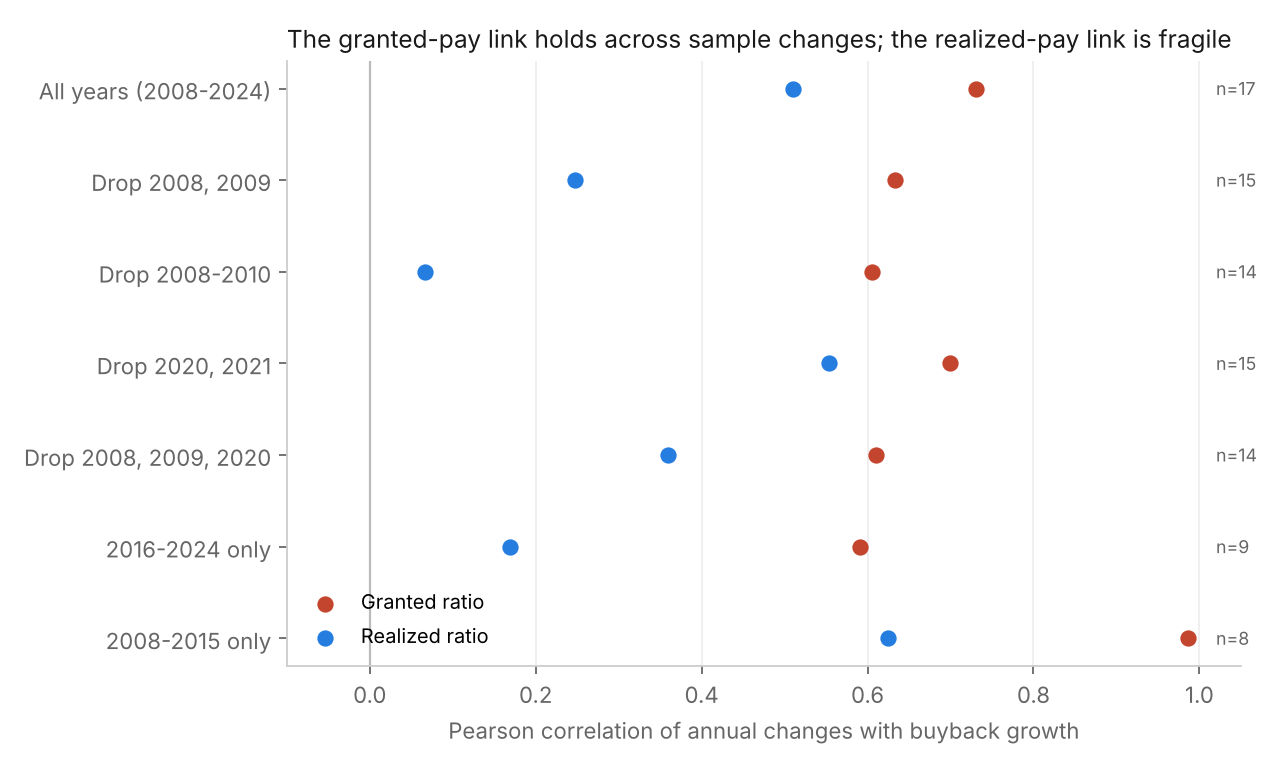 The granted-pay link holds across sample changes; the realized-pay link is fragile
All years (2008-2024)
n=17
Drop 2008, 2009
n=15
Drop 2008-2010
n=14
Drop 2020, 2021
n=15
Drop 2008, 2009, 2020
n=14
2016-2024 only
n=9
Granted ratio
Realized ratio
2008-2015 only
n=8
0.0 0.2 0.4 0.6 0.8 1.0
Pearson correlation of annual changes with buyback growth